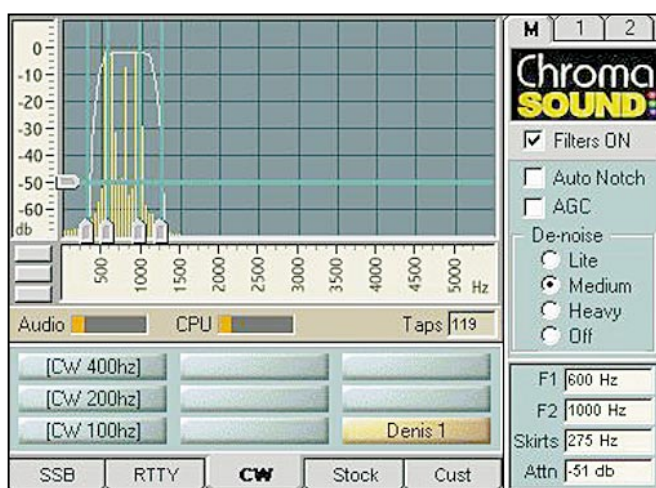 0
-10
-20
-30
-40
-50
-60
db
500
1000
1500
2000
2500
3000
3500
4000
4500
5000
Hz
Audio
CPU
Taps 119
[CW 400hz]
[CW 200hz]
[CW 100hz]
Denis 1
SSB
RTTY
CW
Stock
Cust
M 1 2
Chroma
SOUND
Filters ON
Auto Notch
AGC
De-noise
Lite
Medium
Heavy
Off
F1 600 Hz
F2 1000 Hz
Skirts 275 Hz
Attn -51 db